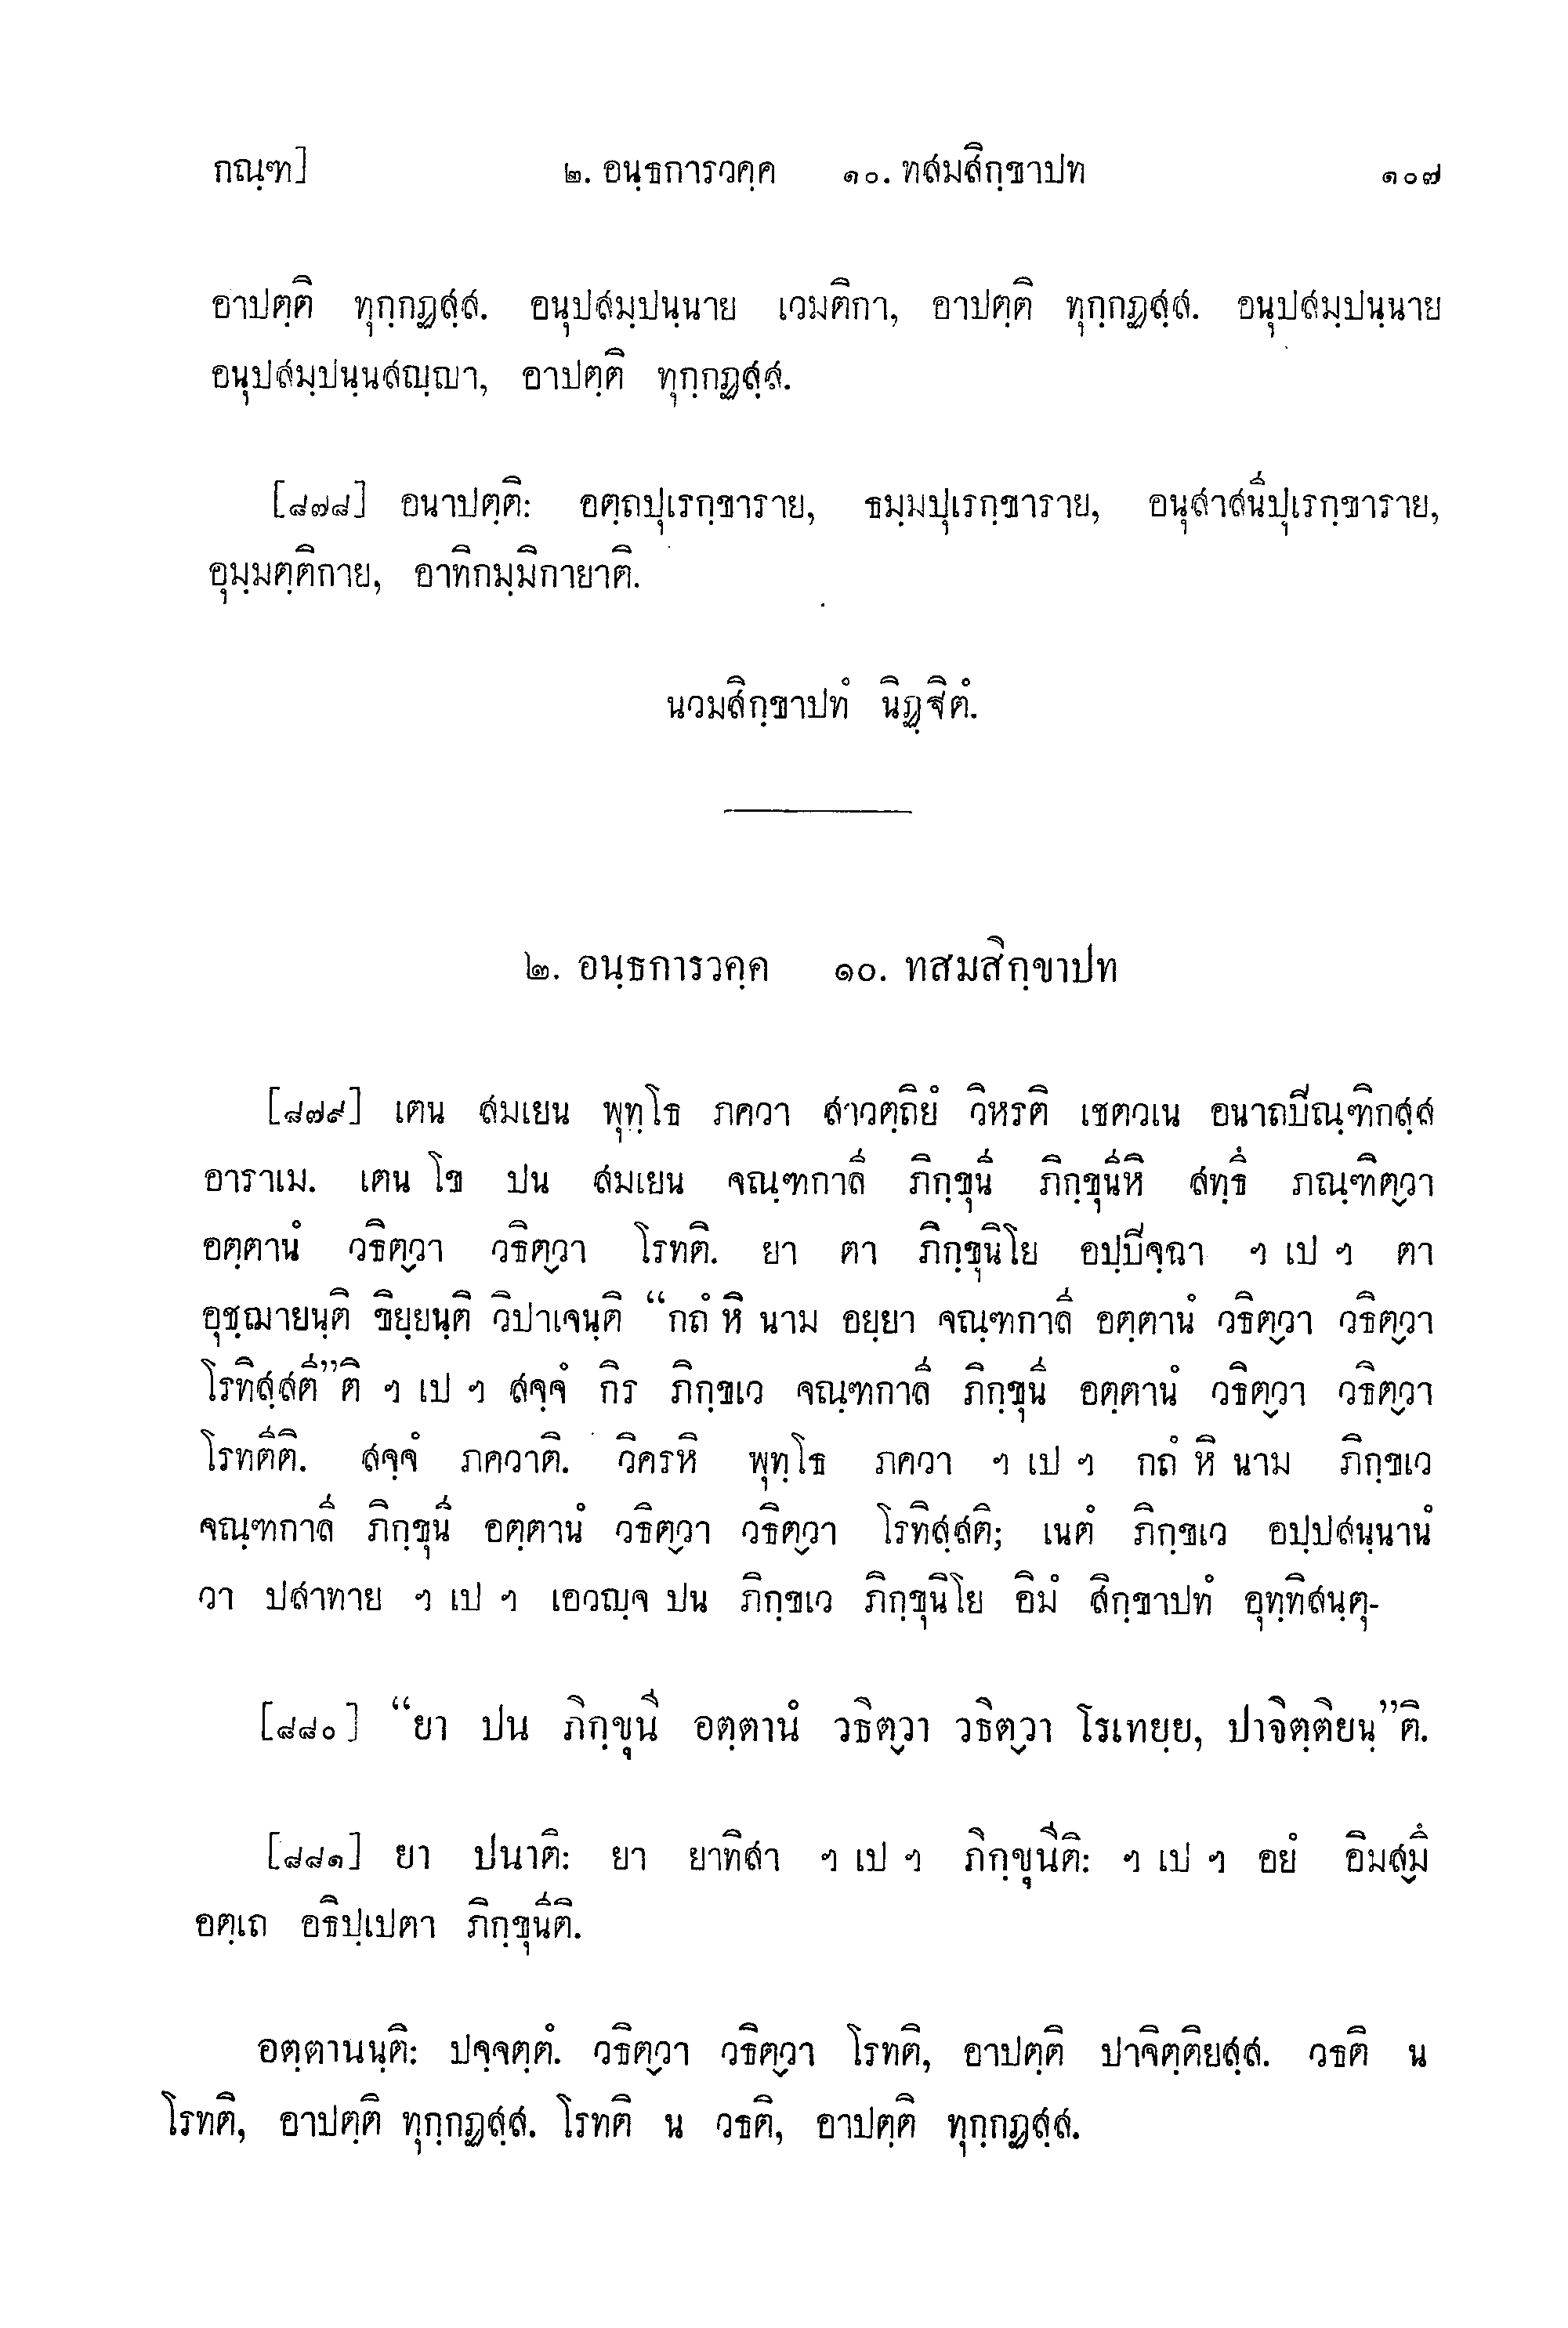 กณฺฑ] ๒. อนฺธการวคฺค ๑๐. ทสมสิกฺขาปท ๑๐๗
อาปตฺติ ทุกฺกฏสฺส. อนุปสมฺปนฺนาย เวมติกา, อาปตฺติ ทุกฺกฏสฺส. อนุปสมฺปนฺนาย
อนุปสมฺปนฺนสญฺญา, อาปตฺติ ทุกฺกฏสฺส.
[๘๗๘] อนาปตฺติ: อตฺถปุเรกฺขาราย, ธมฺมปุเรกฺขาราย, อนุสาสนีปุเรกฺขาราย,
อุมฺมตฺติกาย, อาทิกมฺมิกายาติ.
นวมสิกฺขาปทํ นิฏฺฐิตํ.
๒. อนฺธการวคฺค ๑๐. ทสมสิกฺขาปท
[๘๗๙] เตน สมเยน พุทฺโธ ภควา สาวตฺถิยํ วิหรติ เชตวเน อนาถปิณฺฑิกสฺส
อาราเม. เตน โข ปน สมเยน จณฺฑกาลี ภิกฺขุนี ภิกฺขุนีหิ สทฺธึ ภณฺฑิตฺวา
อตฺตานํ วธิตฺวา วธิตฺวา โรทติ. ยา ตา ภิกฺขุนิโย อปฺปิจฺฉา ฯ เป ฯ ตา
อุชฺฌายนฺติ ขิยฺยนฺติ วิปาเจนฺติ “กถํ หิ นาม อยฺยา จณฺฑกาลี อตฺตานํ วธิตฺวา วธิตฺวา
โรทิสฺสตี”ติ ฯ เป ฯ สจฺจํ กิร ภิกฺขเว จณฺฑกาลี ภิกฺขุนี อตฺตานํ วธิตฺวา วธิตฺวา
โรทตีติ. สจฺจํ ภควาติ. วิครหิ พุทฺโธ ภควา ฯ เป ฯ กถํ หิ นาม ภิกฺขเว
จณฺฑกาลี ภิกฺขุนี อตฺตานํ วธิตฺวา วธิตฺวา โรทิสฺสติ; เนตํ ภิกฺขเว อปฺปสนฺนานํ
วา ปสาทาย ฯ เป ฯ เอวญฺจ ปน ภิกฺขเว ภิกฺขุนิโย อิมํ สิกฺขาปทํ อุทฺทิสนฺตุ-
[๘๘๐] “ยา ปน ภิกฺขุนี อตฺตานํ วธิตฺวา วธิตฺวา โรเทยฺย, ปาจิตฺติยนฺ”ติ.
[๘๘๑] ยา ปนาติ: ยา ยาทิสา ฯ เป ฯ ภิกฺขุนีติ: ฯ เป ฯ อยํ อิมสฺมึ
อตฺเถ อธิปฺเปตา ภิกฺขุนีติ.
อตฺตานนฺติ: ปจฺจตฺตํ. วธิตฺวา วธิตฺวา โรทติ, อาปตฺติ ปาจิตฺติยสฺส. วธติ น
โรทติ, อาปตฺติ ทุกฺกฏสฺส. โรทติ น วธติ, อาปตฺติ ทุกฺกฏสฺส.